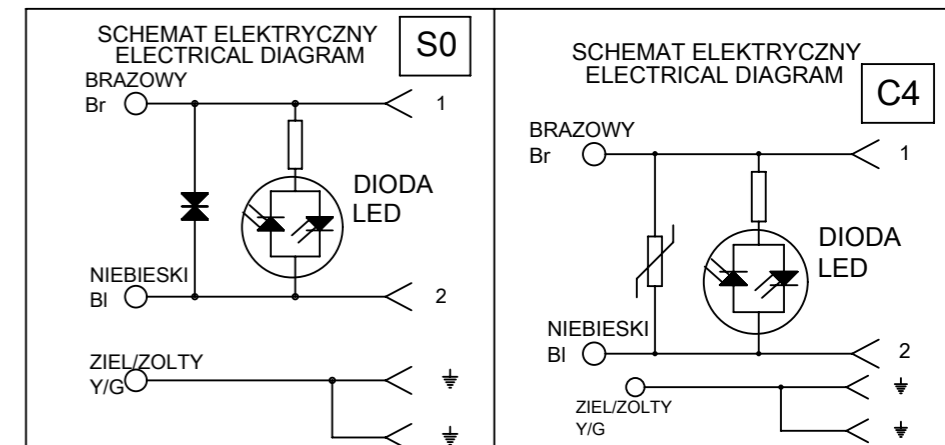 SCHEMAT ELEKTRYCZNY
ELECTRICAL DIAGRAM
S0
BRAZOWY
Br
1
DIODA
LED
NIEBIESKI
Bl
2
ZIEL/ZOLTY
Y/G
SCHEMAT ELEKTRYCZNY
ELECTRICAL DIAGRAM
C4
BRAZOWY
Br
1
DIODA
LED
NIEBIESKI
Bl
2
ZIEL/ZOLTY
Y/G